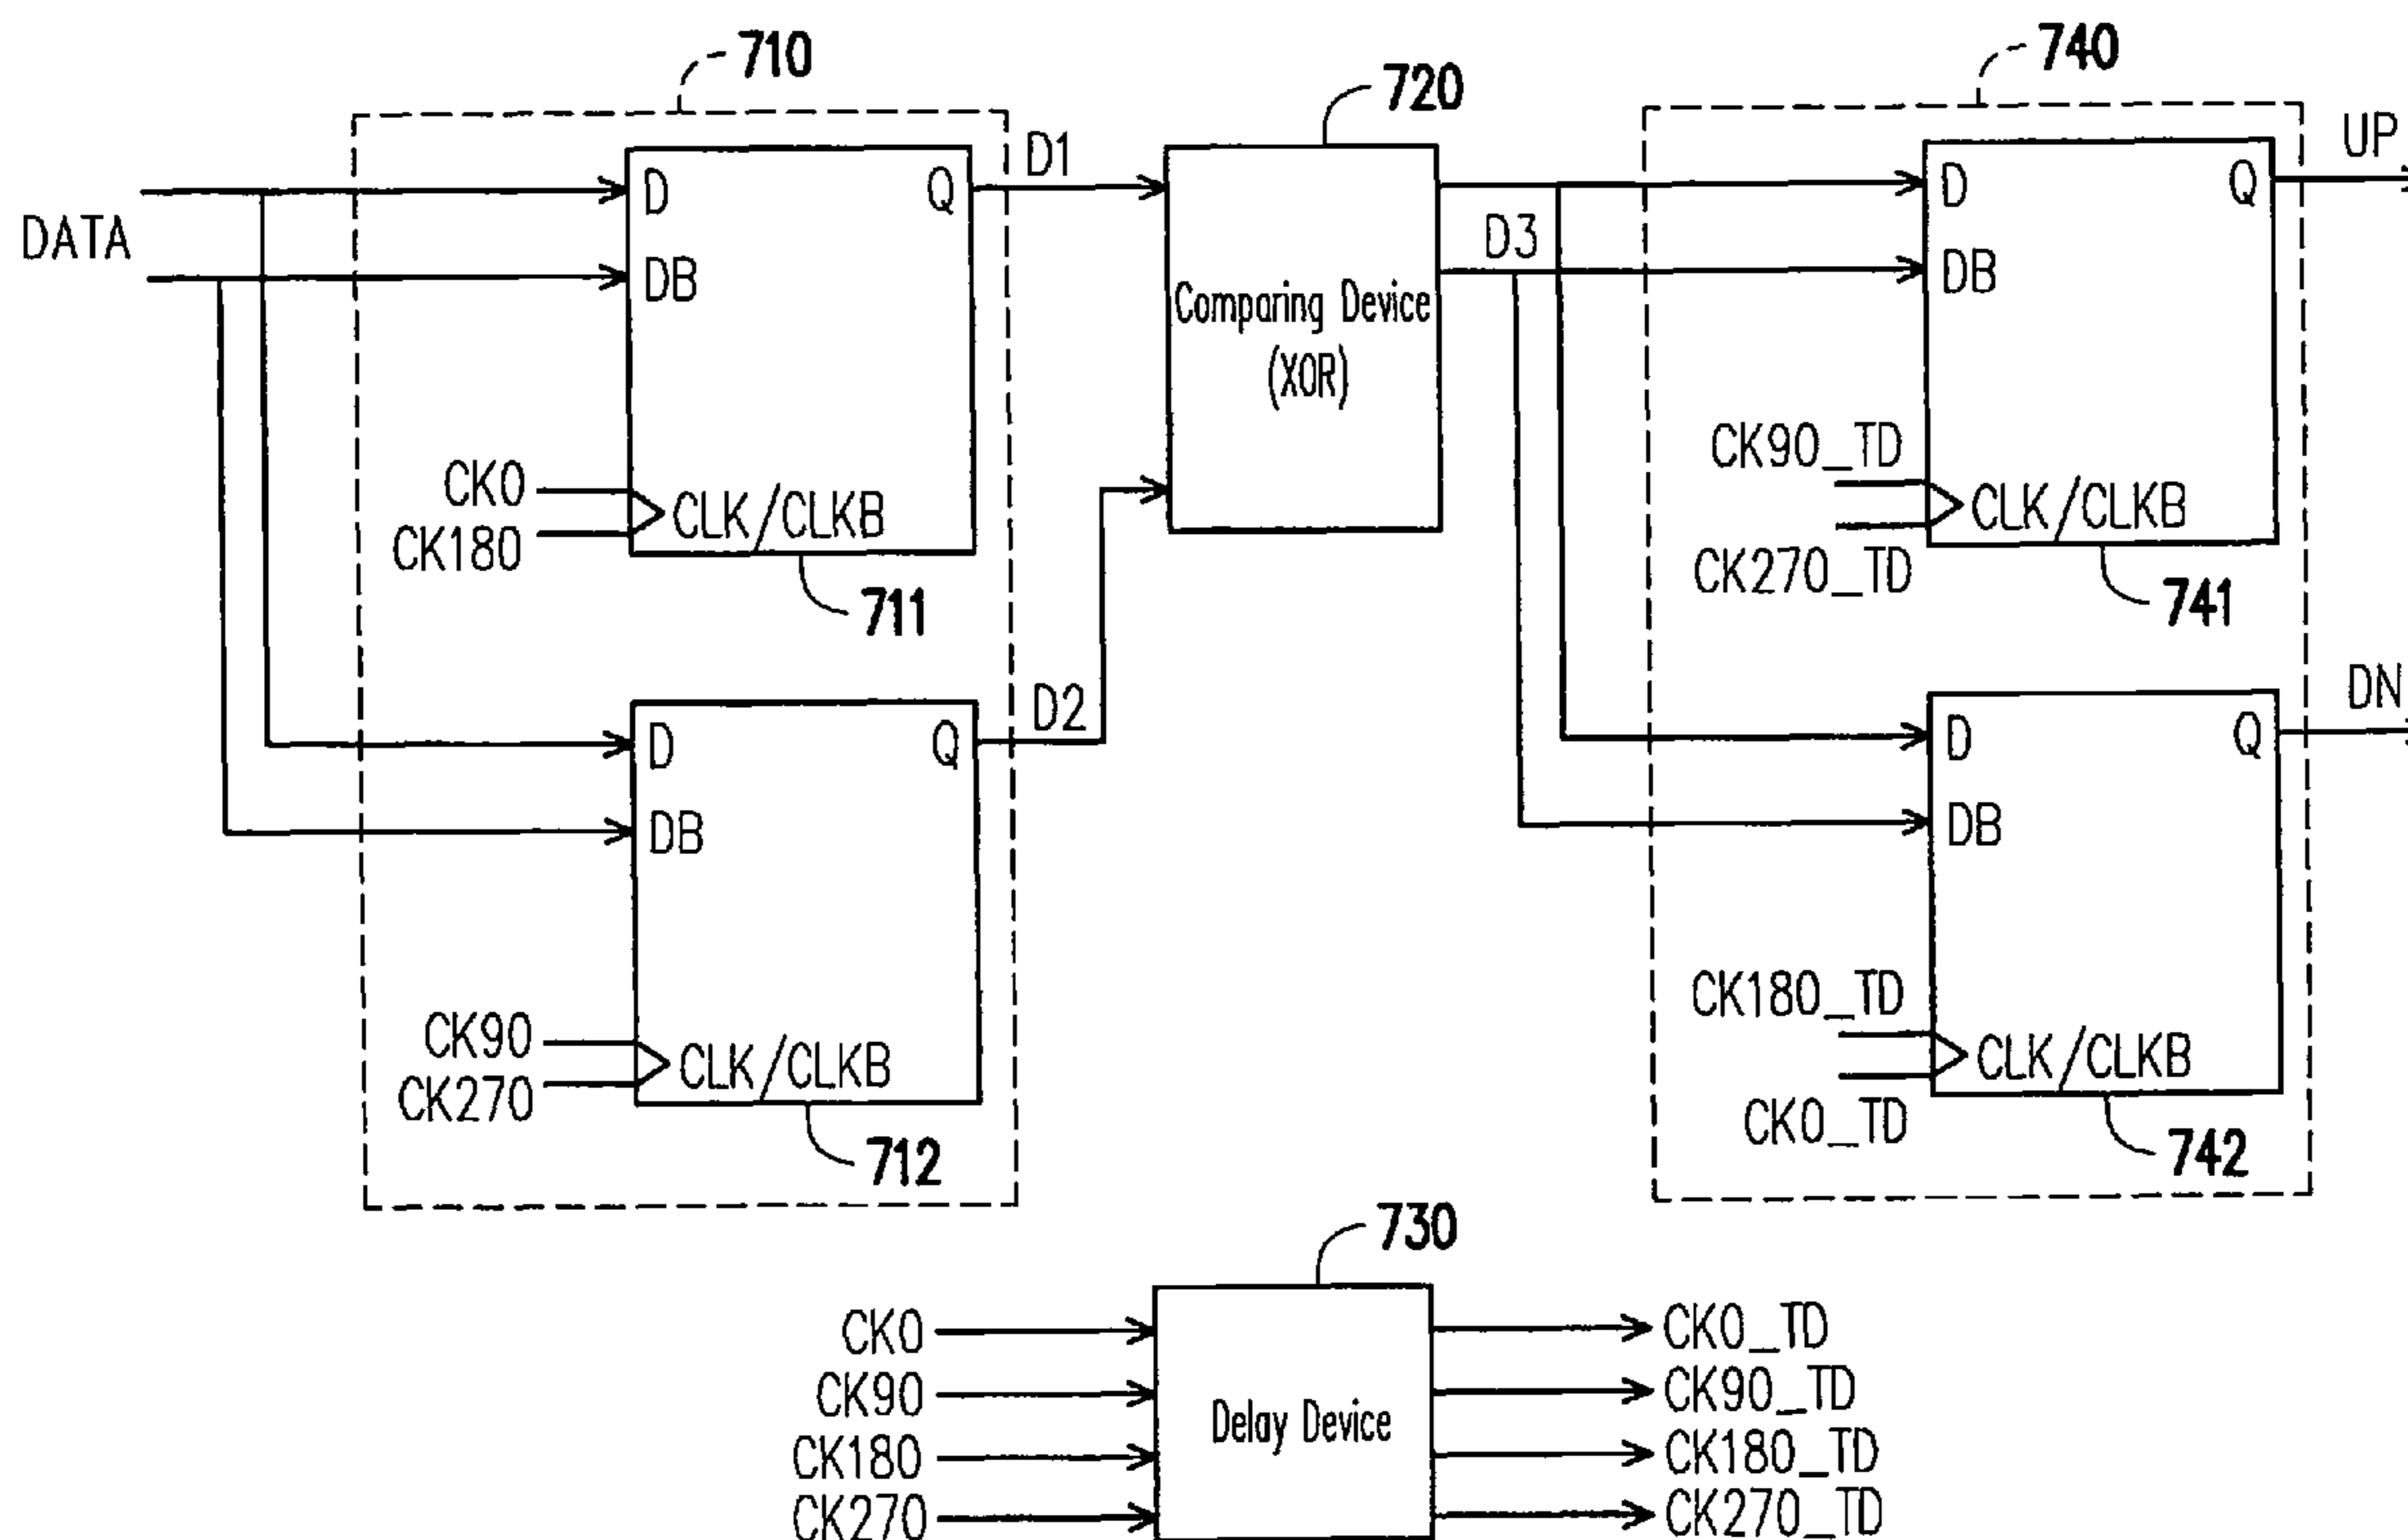 710
720
740
DATA
D
DB
Q
CK0
CK180
CLK/CLKB
711
D1
D
DB
Q
CK90
CK270
CLK/CLKB
712
D2
Comparing Device
(XOR)
D3
D
DB
Q
UP
CK90_TD
CK270_TD
CLK/CLKB
741
D
DB
Q
DN
CK180_TD
CK0_TD
CLK/CLKB
742
730
CK0
CK90
CK180
CK270
Delay Device
CK0_TD
CK90_TD
CK180_TD
CK270_TD